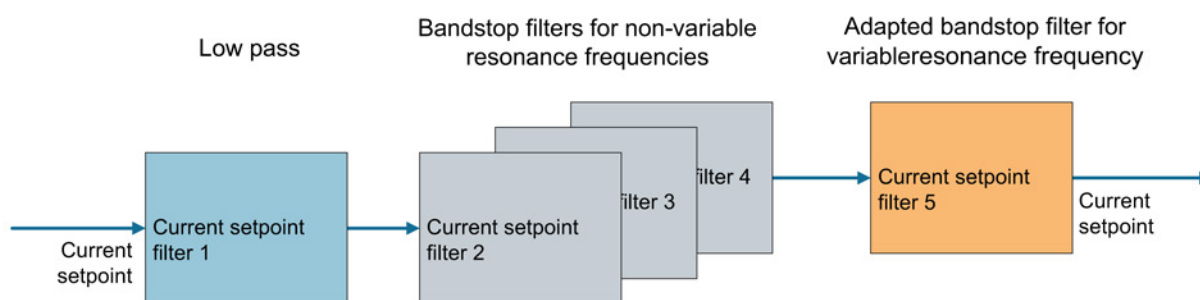 Low pass
Bandstop filters for non-variable
resonance frequencies
Adapted bandstop filter for
variableresonance frequency
Current
setpoint
Current setpoint
filter 1
Current setpoint
filter 2
filter 3
filter 4
Current setpoint
filter 5
Current
setpoint